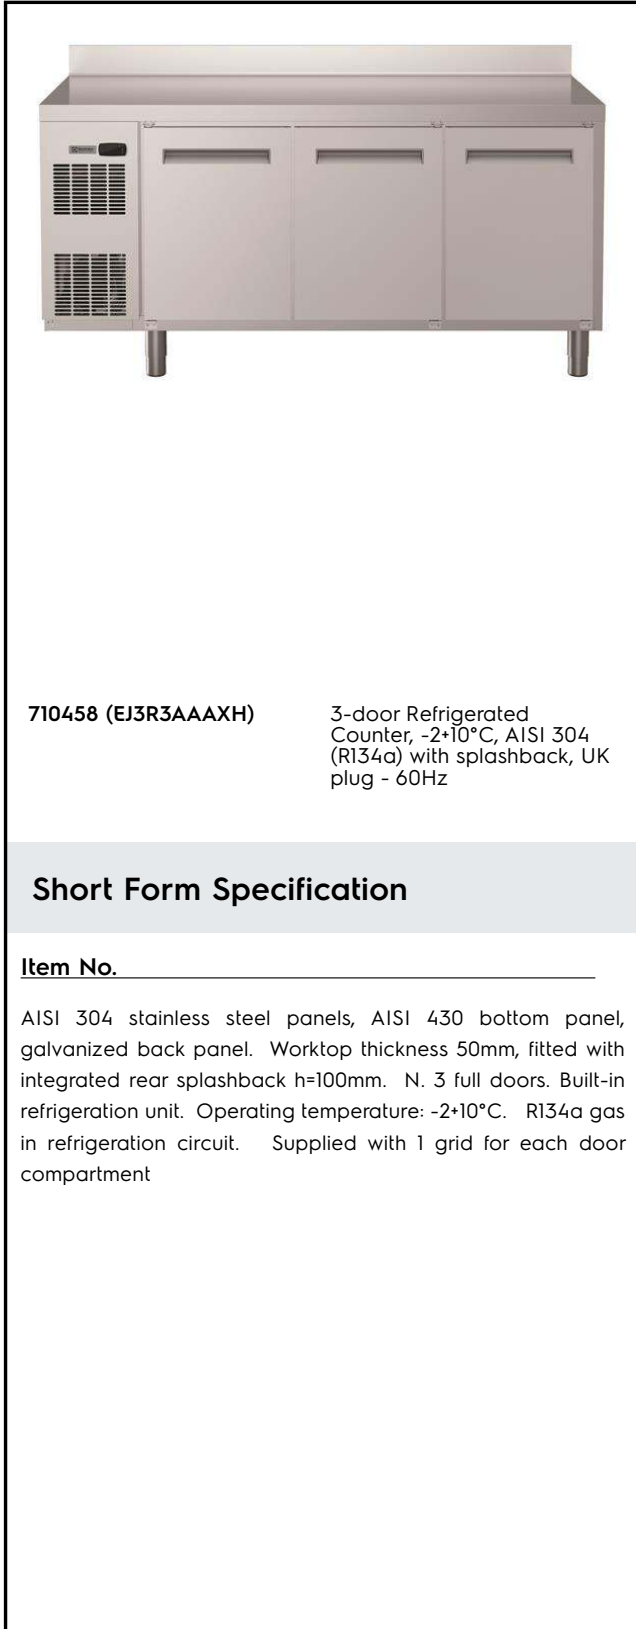 710458 (EJ3R3AAAXH)
3-door Refrigerated
Counter, -2+10°C, AISI 304
(R134a) with splashback, UK
plug - 60Hz
Short Form Specification
Item No.
AISI 304 stainless steel panels, AISI 430 bottom panel,
galvanized back panel. Worktop thickness 50mm, fitted with
integrated rear splashback h=100mm. N. 3 full doors. Built-in
refrigeration unit. Operating temperature: -2+10°C. R134a gas
in refrigeration circuit. Supplied with 1 grid for each door
compartment